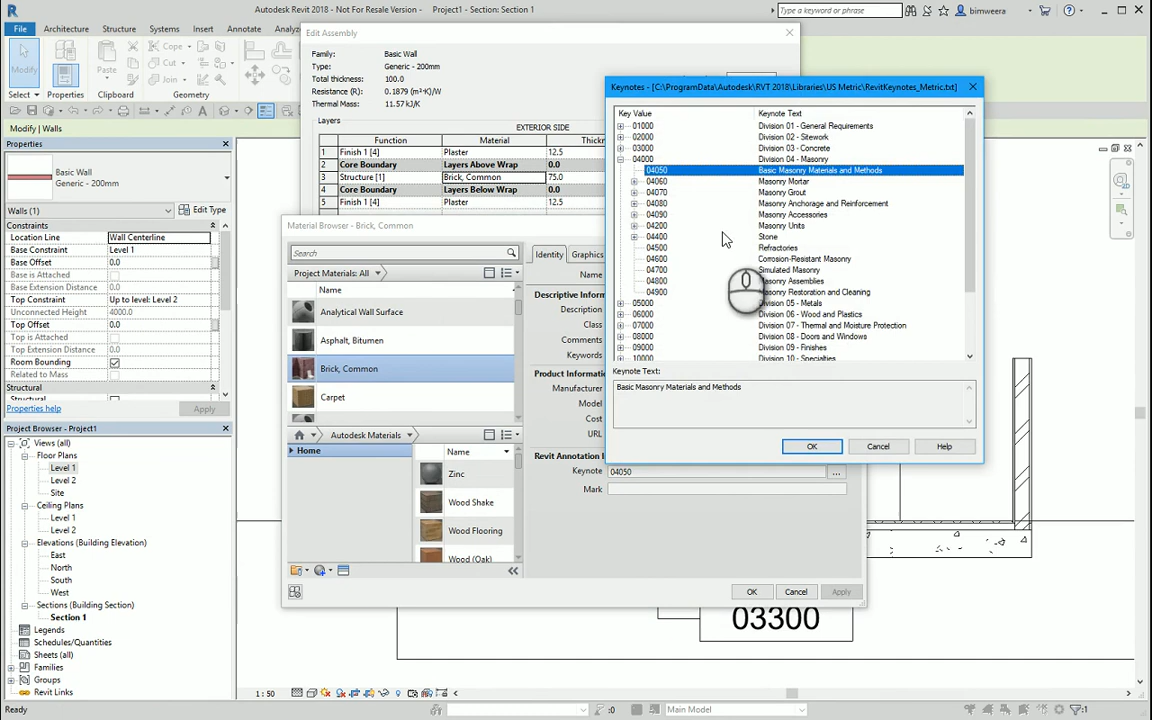 Autodesk Revit 2018 - Not For Resale Version - Project1 - Section: Section 1
Type a keyword or phrase
bimweera
File
Architecture
Structure
Systems
Insert
Annotate
Modify
Paste
Cope
Cut
Join
Select
Properties
Clipboard
Geometry
Modify | Walls
Edit Assembly
Family:
Basic Wall
Type:
Generic - 200mm
Total thickness:
100.0
Resistance (R):
0.1879 (m²·K)/W
Thermal Mass:
11.57 kJ/K
Layers
EXTERIOR SIDE
Function
Material
1
Finish 1 [4]
Plaster
12.5
2
Core Boundary
Layers Above Wrap
0.0
3
Structure [1]
Brick, Common
75.0
4
Core Boundary
Layers Below Wrap
0.0
5
Finish 1 [4]
Plaster
12.5
Properties
Basic Wall
Generic - 200mm
Walls (1)
Edit Type
Constraints
Location Line
Wall Centerline
Base Constraint
Level 1
Base Offset
0.0
Base is Attached
Base Extension Distance
0.0
Top Constraint
Up to level: Level 2
Unconnected Height
4000.0
Top Offset
0.0
Top is Attached
Top Extension Distance
0.0
Room Bounding
Related to Mass
Structural
Properties help
Apply
Project Browser - Project1
Views (all)
Floor Plans
Level 1
Level 2
Site
Ceiling Plans
Level 1
Level 2
Elevations (Building Elevation)
East
North
South
West
Sections (Building Section)
Section 1
Legends
Schedules/Quantities
Sheets (all)
Families
Groups
Revit Links
Material Browser - Brick, Common
Search
Project Materials: All
Name
Analytical Wall Surface
Asphalt, Bitumen
Brick, Common
Carpet
Autodesk Materials
Home
Name
Zinc
Wood Shake
Wood Flooring
Wood (Oak)
Identity
Graphics
Name
Description
Class
Comments
Keywords
Manufacturer
Model
Cost
URL
Keynote
04050
...
Mark
OK
Cancel
Apply
Keynotes - [C:\ProgramData\Autodesk\RVT 2018\Libraries\US Metric\RevitKeynotes_Metric.txt]
Key Value
Keynote Text
01000
Division 01 - General Requirements
02000
Division 02 - Sitework
03000
Division 03 - Concrete
04000
Division 04 - Masonry
04050
Basic Masonry Materials and Methods
04060
Masonry Mortar
04070
Masonry Grout
04080
Masonry Anchorage and Reinforcement
04090
Masonry Accessories
04200
Masonry Units
04400
Stone
04500
Refractories
04600
Corrosion-Resistant Masonry
04700
Simulated Masonry
04800
Masonry Assemblies
04900
Masonry Restoration and Cleaning
05000
Division 05 - Metals
06000
Division 06 - Wood and Plastics
07000
Division 07 - Thermal and Moisture Protection
08000
Division 08 - Doors and Windows
09000
Division 09 - Finishes
10000
Division 10 - Specialties
Keynote Text:
Basic Masonry Materials and Methods
OK
Cancel
Help
03300
1 : 50
Ready
:0
Main Model
:1